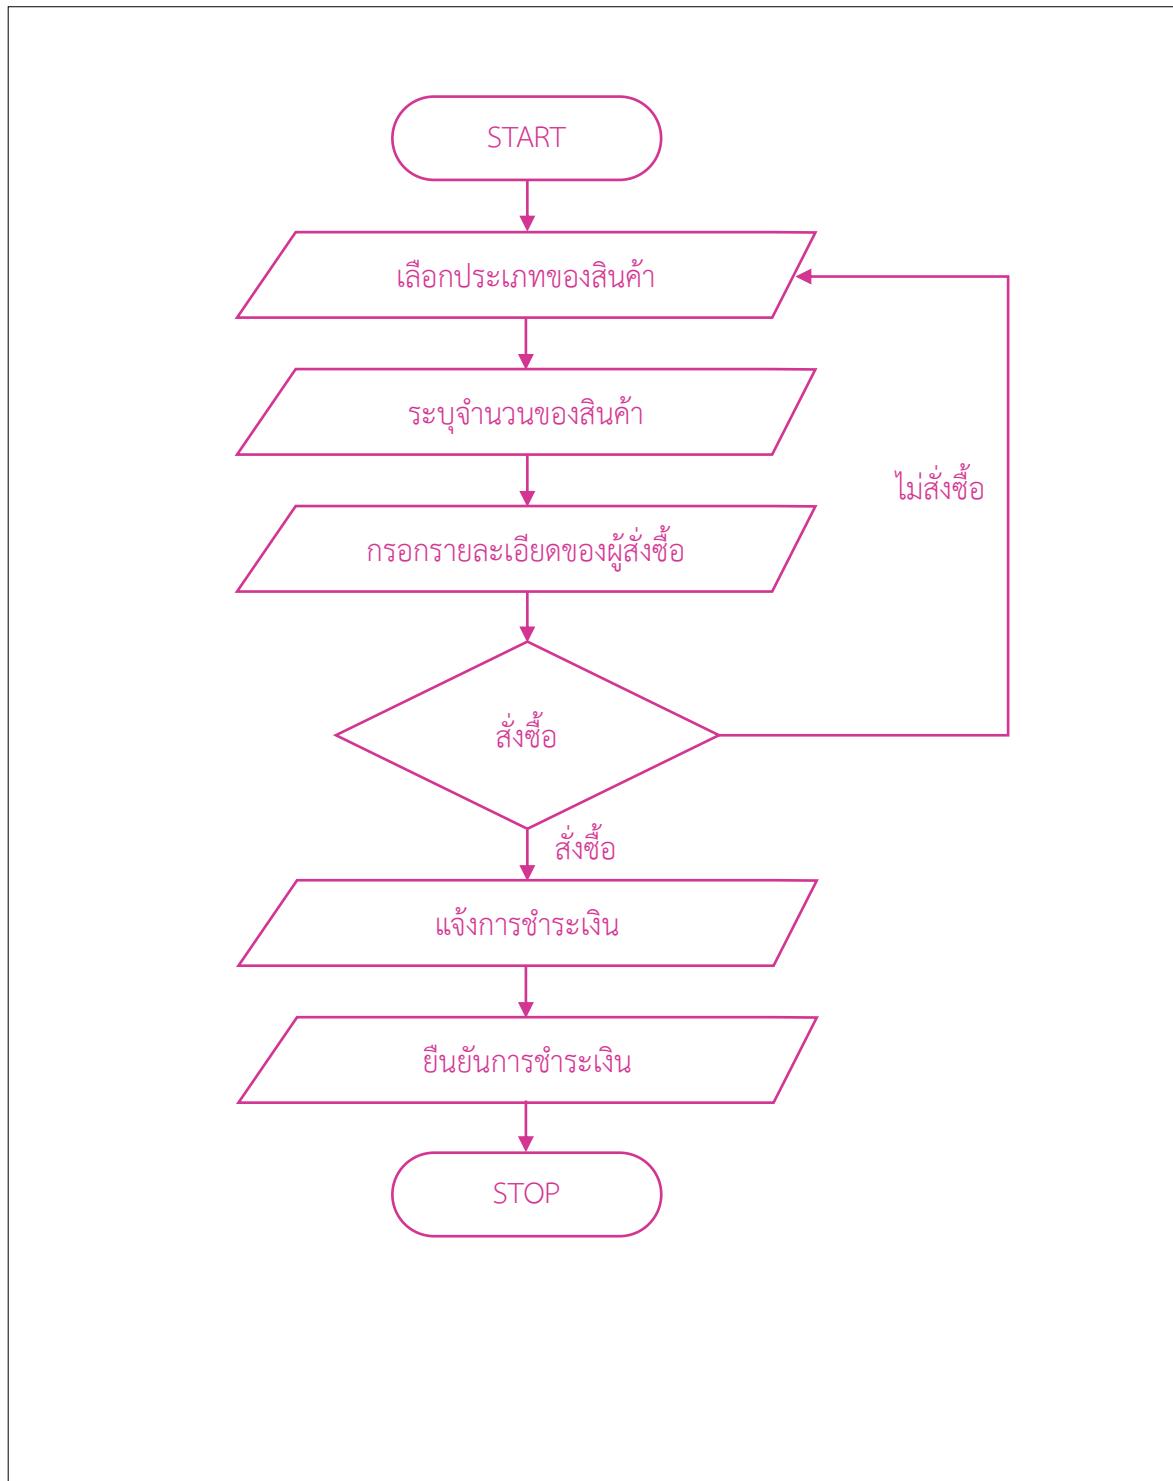 START
เลือกประเภทของสินค้า
ระบุจำนวนของสินค้า
ไม่สั่งซื้อ
กรอกรายละเอียดของผู้สั่งซื้อ
สั่งซื้อ
สั่งซื้อ
แจ้งการชำระเงิน
ยืนยันการชำระเงิน
STOP